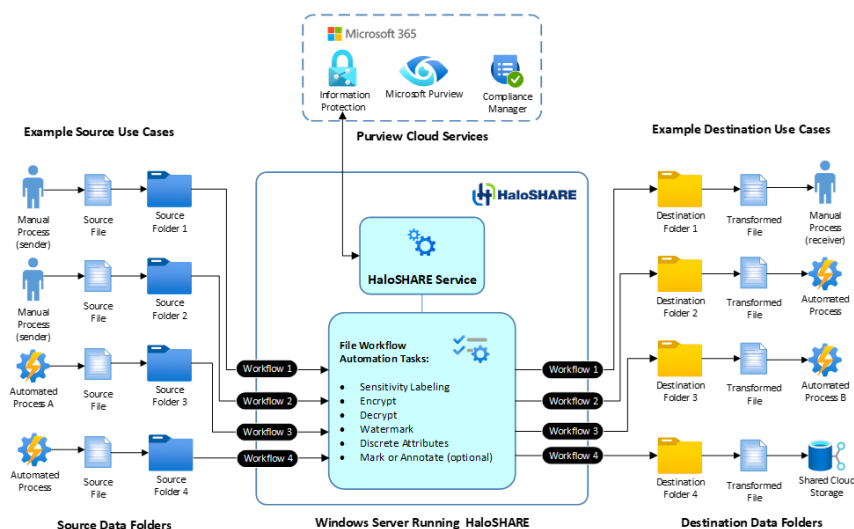 Microsoft 365
Information
Protection
Microsoft Purview
Compliance
Manager
Purview Cloud Services
Example Source Use Cases
Example Destination Use Cases
Manual
Process
(sender)
Source
File
Source
Folder 1
Manual
Process
(sender)
Source
File
Source
Folder 2
Automated
Process A
Source
File
Source
Folder 3
Automated
Process
Source
File
Source
Folder 4
Source Data Folders
HaloSHARE
HaloSHARE Service
File Workflow
Automation Tasks:
• Sensitivity Labeling
• Encrypt
• Decrypt
• Watermark
• Discrete Attributes
• Mark or Annotate (optional)
Workflow 1
Workflow 2
Workflow 3
Workflow 4
Workflow 1
Workflow 2
Workflow 3
Workflow 4
Windows Server Running HaloSHARE
Destination
Folder 1
Transformed
File
Manual
Process
(receiver)
Destination
Folder 2
Transformed
File
Automated
Process
Destination
Folder 3
Transformed
File
Automated
Process B
Destination
Folder 4
Transformed
File
Shared Cloud
Storage
Destination Data Folders